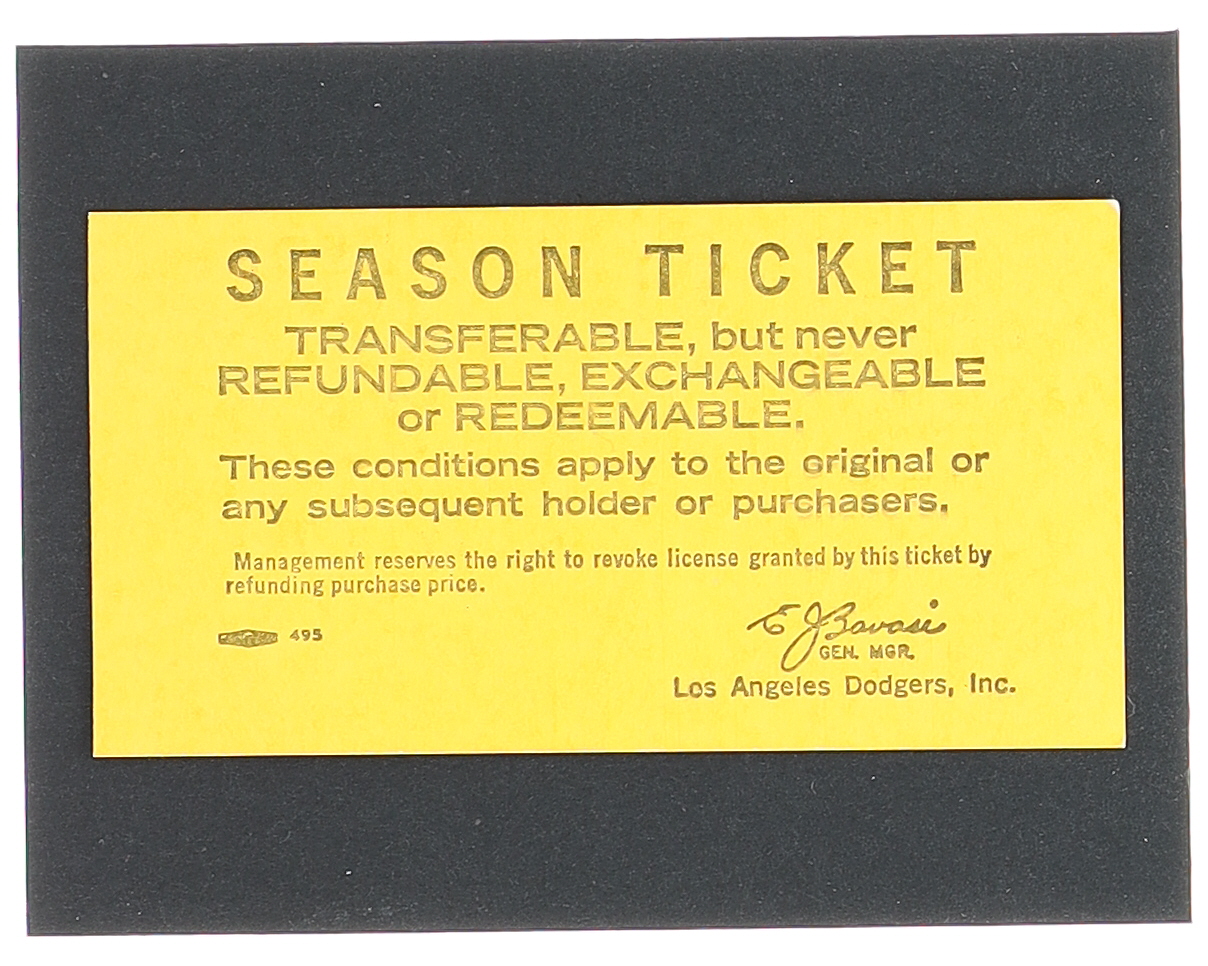 SEASON TICKET
TRANSFERABLE, but never
REFUNDABLE, EXCHANGEABLE
or REDEEMABLE.
These conditions apply to the original or
any subsequent holder or purchasers.
Management reserves the right to revoke license granted by this ticket by
refunding purchase price.
495
E J Bavasi
GEN. MGR.
Los Angeles Dodgers, Inc.